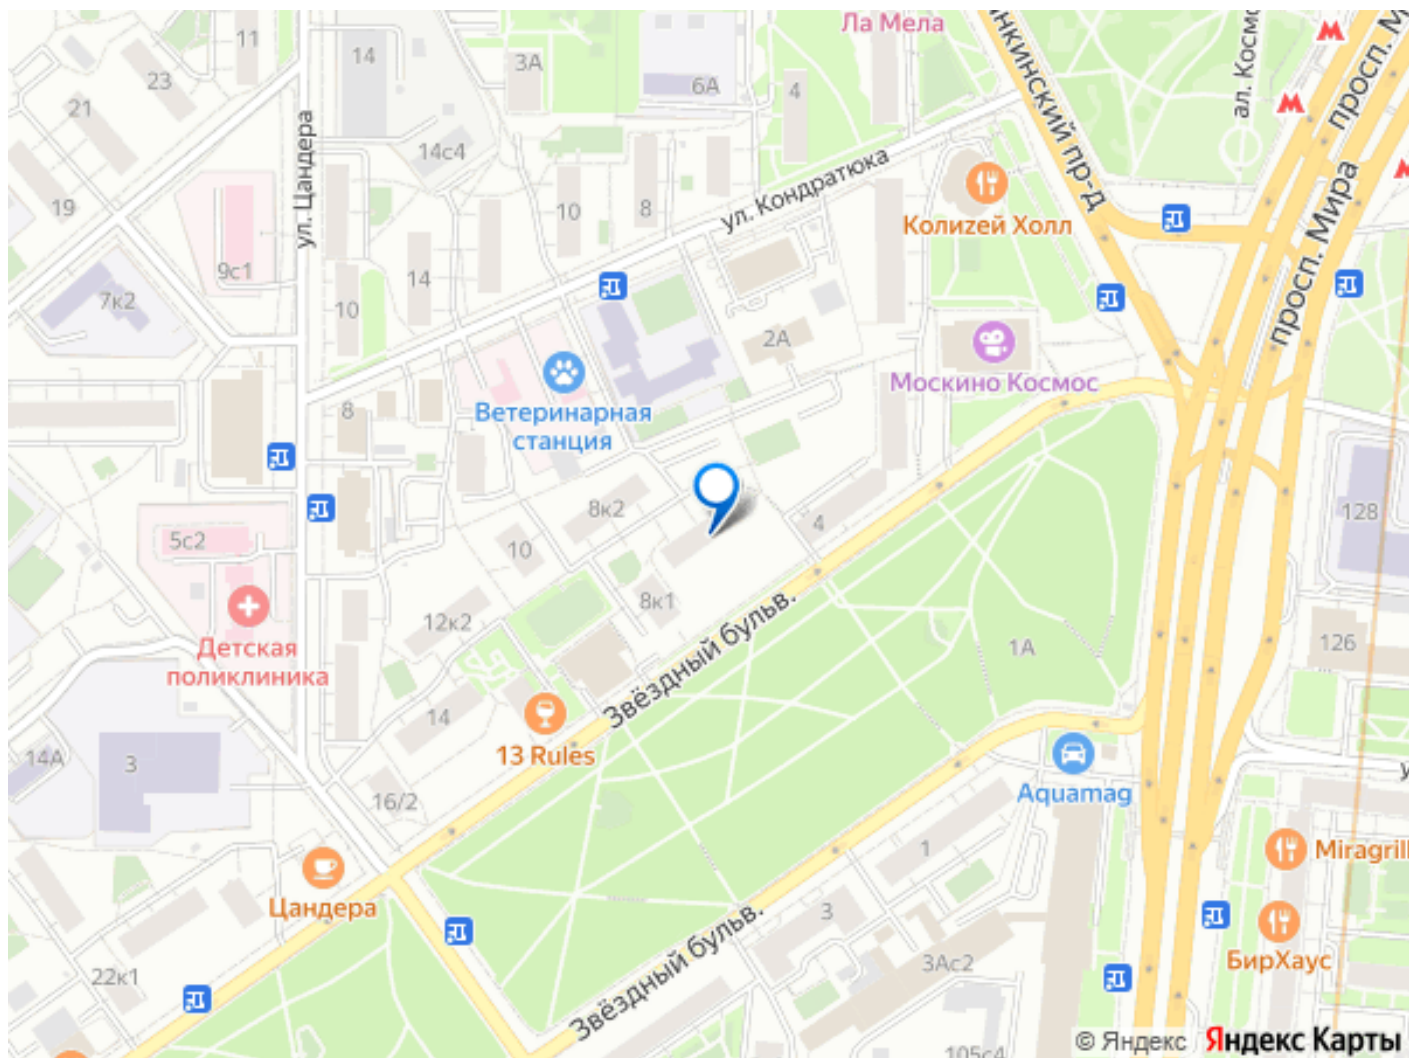 Ла Мела
11
23
21
19
14
3А
6А
4
14с4
ул. Цандера
ал. Космо
просп. М
просп. Мира
нкинский пр-д
ул. Кондратюка
10
8
Колиzей Холл
9с1
7к2
14
10
2А
Москино Космос
Ветеринарная
станция
8
8к2
4
128
5с2
10
8к1
12к2
Детская
поликлиника
Звёздный бульв.
1А
126
14
13 Rules
14А
3
16/2
Aquamag
у
1
Miragrill
Цандера
3
22к1
Звёздный бульв.
3Ас2
БирХаус
105с4
© Яндекс Яндекс Карты